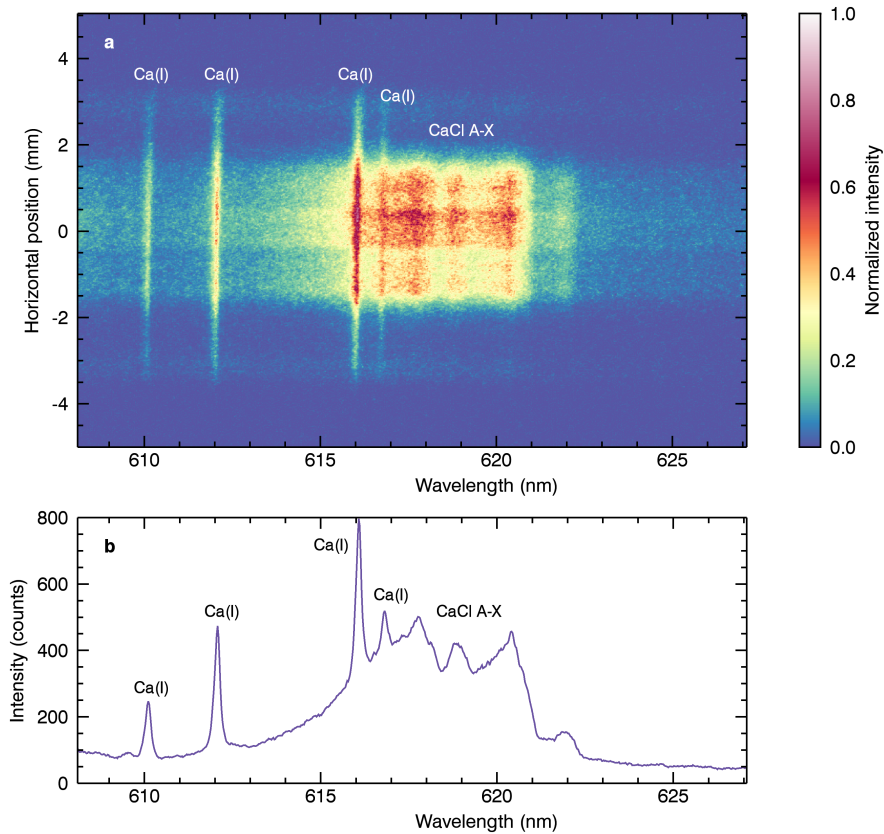 a
Ca(I) Ca(I) Ca(I)
Ca(I)
CaCl A-X
4
2
0
-2
-4
Horizontal position (mm)
610 615 620 625
Wavelength (nm)
1.0
0.8
0.6
0.4
0.2
0.0
Normalized intensity
b
Ca(I)
Ca(I)
Ca(I)
Ca(I)
CaCl A-X
800
600
400
200
0
Intensity (counts)
610 615 620 625
Wavelength (nm)